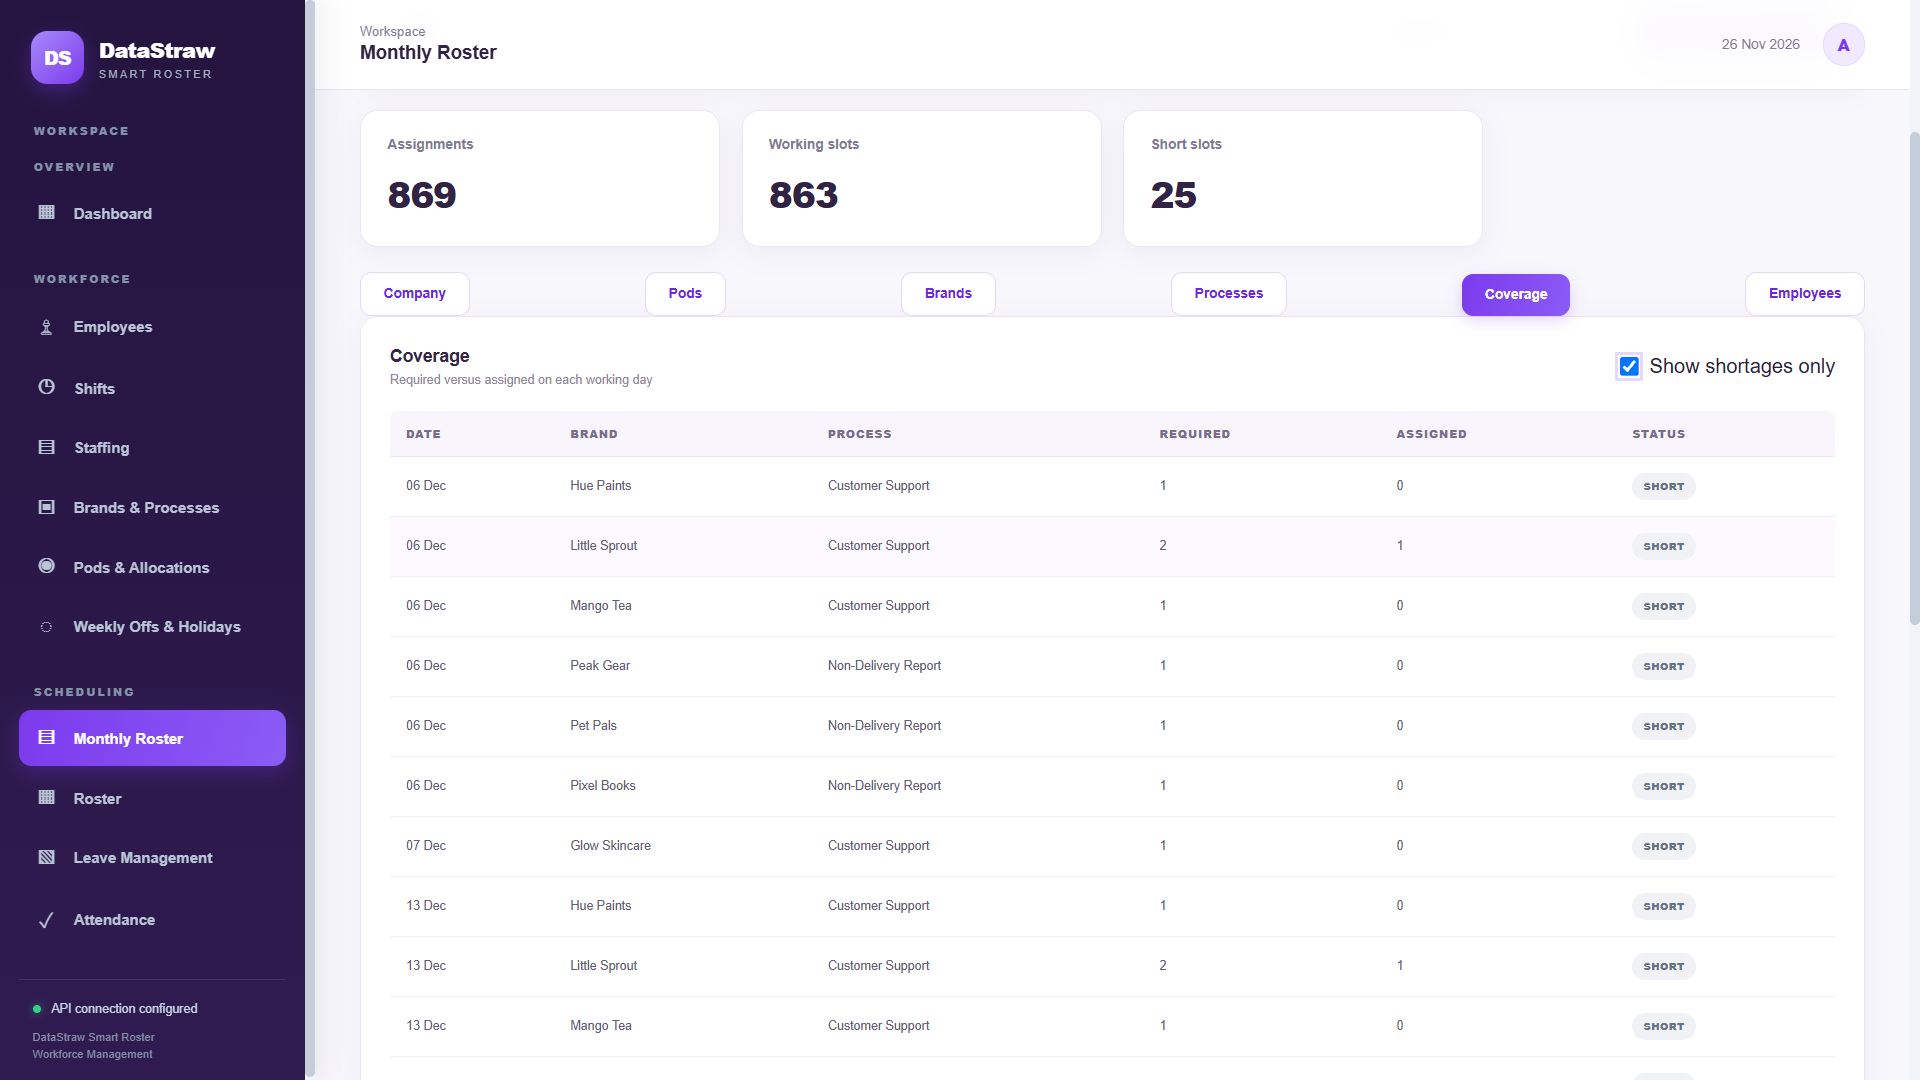 DS
DataStraw
SMART ROSTER
WORKSPACE
OVERVIEW
Dashboard
WORKFORCE
Employees
Shifts
Staffing
Brands & Processes
Pods & Allocations
Weekly Offs & Holidays
SCHEDULING
Monthly Roster
Roster
Leave Management
Attendance
API connection configured
DataStraw Smart Roster
Workforce Management
Workspace
Monthly Roster
26 Nov 2026
A
Assignments
869
Working slots
863
Short slots
25
Company Pods Brands Processes Coverage Employees
Coverage
Required versus assigned on each working day
Show shortages only
DATE BRAND PROCESS REQUIRED ASSIGNED STATUS
06 Dec Hue Paints Customer Support 1 0 SHORT
06 Dec Little Sprout Customer Support 2 1 SHORT
06 Dec Mango Tea Customer Support 1 0 SHORT
06 Dec Peak Gear Non-Delivery Report 1 0 SHORT
06 Dec Pet Pals Non-Delivery Report 1 0 SHORT
06 Dec Pixel Books Non-Delivery Report 1 0 SHORT
07 Dec Glow Skincare Customer Support 1 0 SHORT
13 Dec Hue Paints Customer Support 1 0 SHORT
13 Dec Little Sprout Customer Support 2 1 SHORT
13 Dec Mango Tea Customer Support 1 0 SHORT